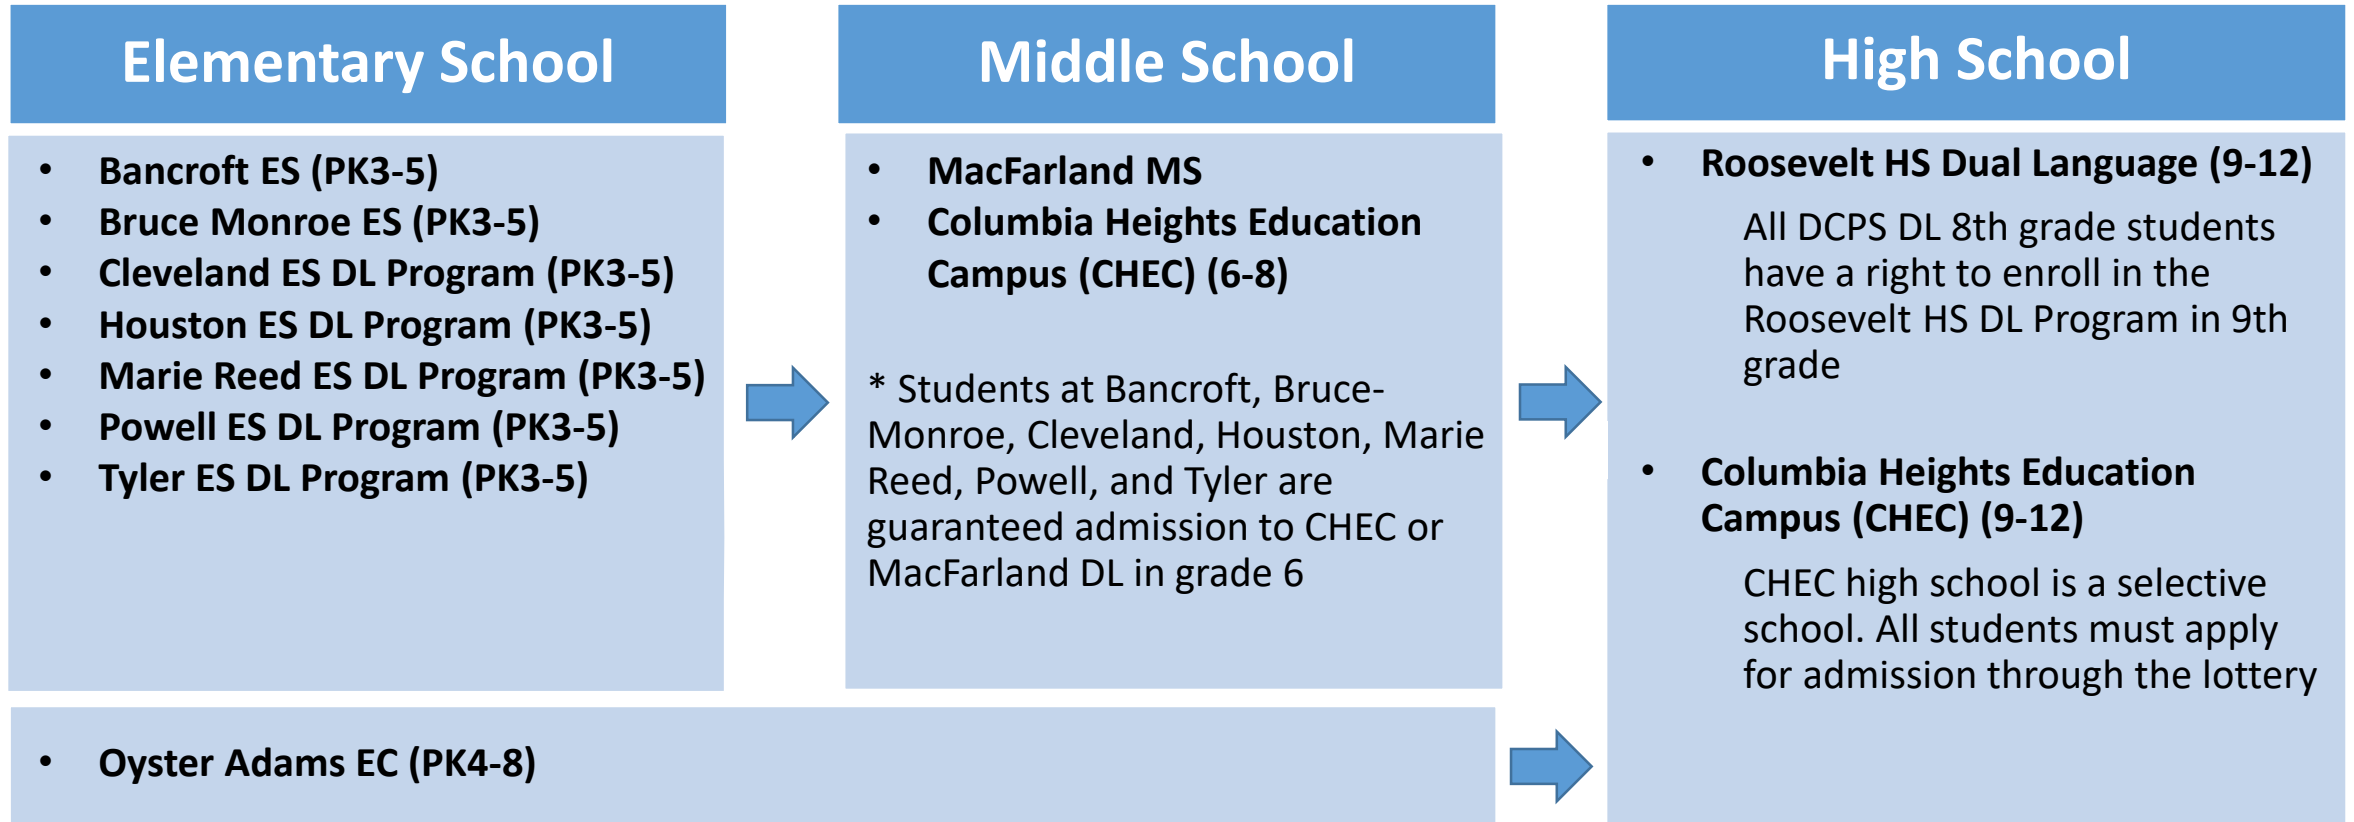 Elementary School
• Bancroft ES (PK3-5)
• Bruce Monroe ES (PK3-5)
• Cleveland ES DL Program (PK3-5)
• Houston ES DL Program (PK3-5)
• Marie Reed ES DL Program (PK3-5)
• Powell ES DL Program (PK3-5)
• Tyler ES DL Program (PK3-5)
Middle School
• MacFarland MS
• Columbia Heights Education
Campus (CHEC) (6-8)
* Students at Bancroft, Bruce-
Monroe, Cleveland, Houston, Marie
Reed, Powell, and Tyler are
guaranteed admission to CHEC or
MacFarland DL in grade 6
• Oyster Adams EC (PK4-8)
High School
• Roosevelt HS Dual Language (9-12)
All DCPS DL 8th grade students
have a right to enroll in the
Roosevelt HS DL Program in 9th
grade
• Columbia Heights Education
Campus (CHEC) (9-12)
CHEC high school is a selective
school. All students must apply
for admission through the lottery